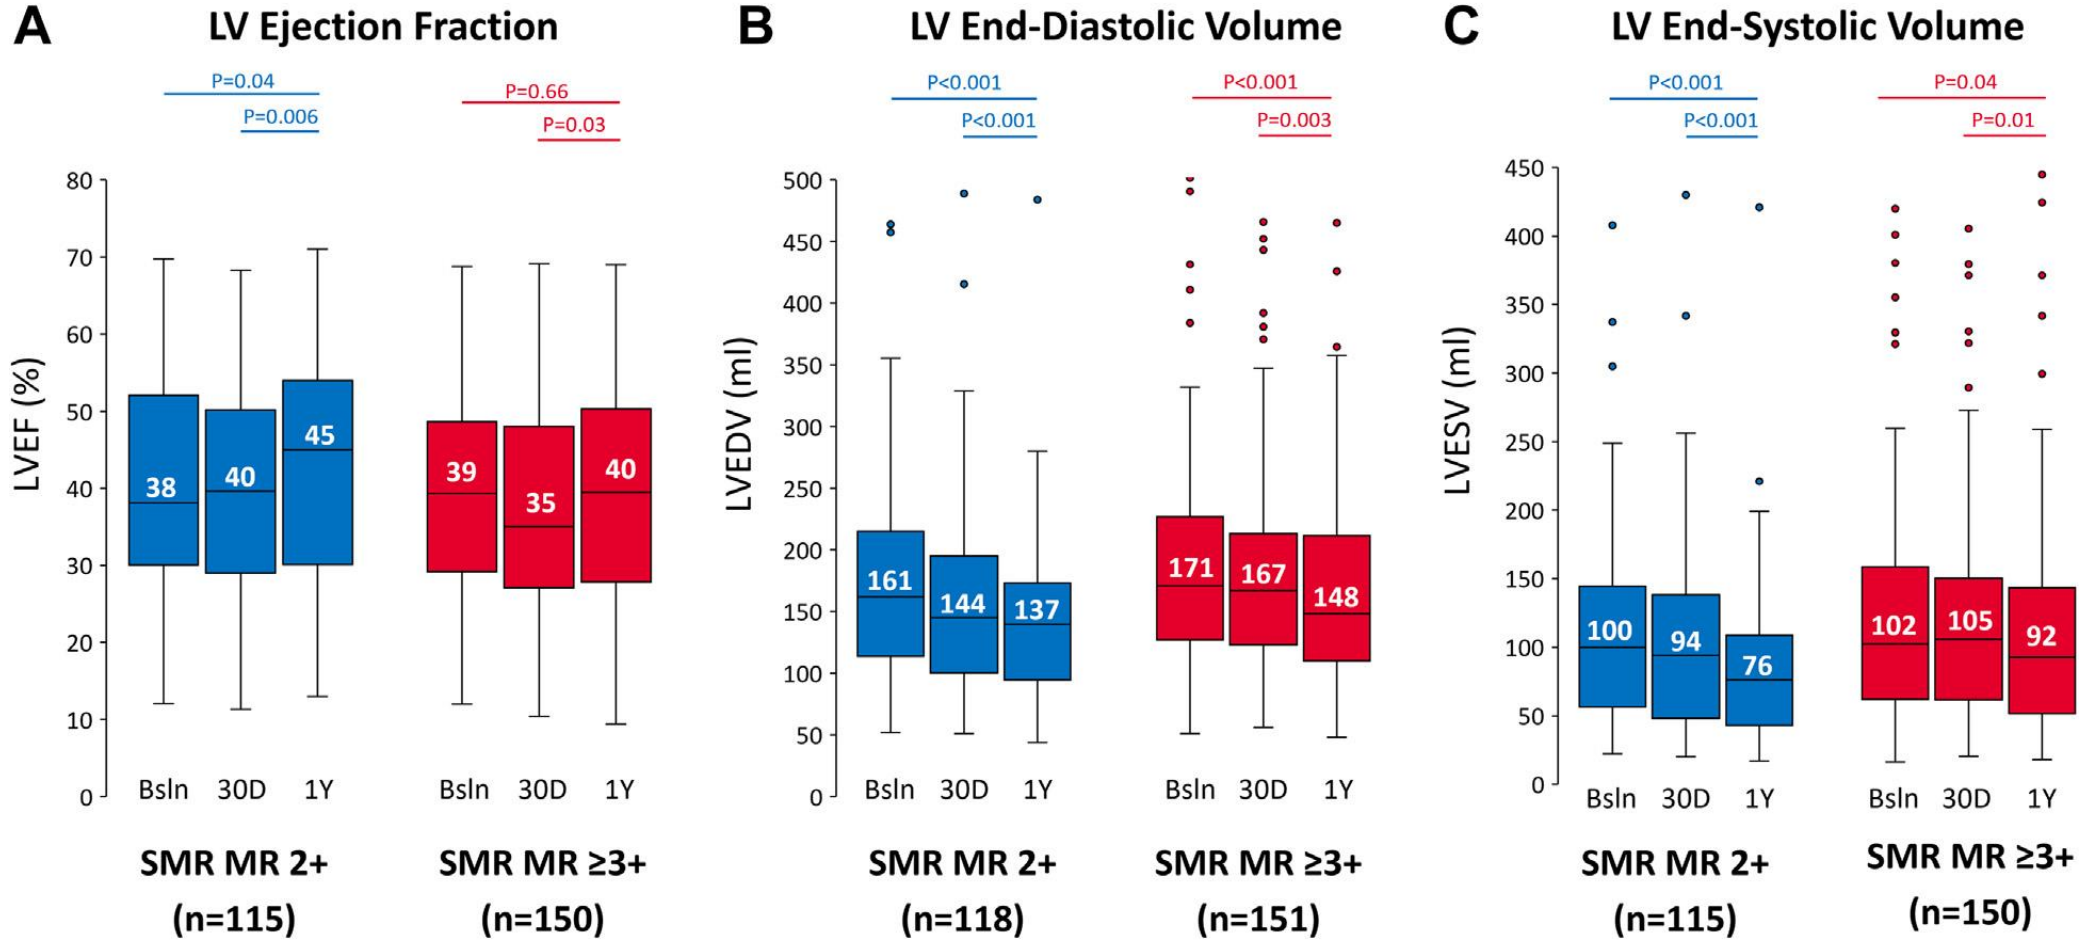 A LV Ejection Fraction
P=0.04
P=0.006
P=0.66
P=0.03
LVEF (%)
80
70
60
50
40
30
20
10
0
38
40
45
39
35
40
Bsln 30D 1Y
Bsln 30D 1Y
SMR MR 2+
(n=115)
SMR MR ≥3+
(n=150)
B LV End-Diastolic Volume
P<0.001
P<0.001
P<0.001
P=0.003
LVEDV (ml)
500
450
400
350
300
250
200
150
100
50
0
161
144
137
171
167
148
Bsln 30D 1Y
Bsln 30D 1Y
SMR MR 2+
(n=118)
SMR MR ≥3+
(n=151)
C LV End-Systolic Volume
P<0.001
P<0.001
P=0.04
P=0.01
LVESV (ml)
450
400
350
300
250
200
150
100
50
0
100
94
76
102
105
92
Bsln 30D 1Y
Bsln 30D 1Y
SMR MR 2+
(n=115)
SMR MR ≥3+
(n=150)